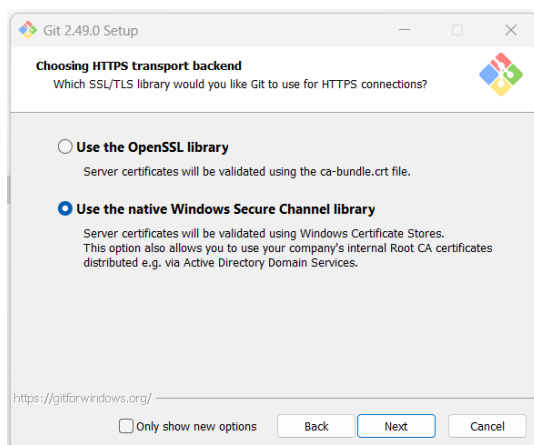 Git 2.49.0 Setup
Choosing HTTPS transport backend
Which SSL/TLS library would you like Git to use for HTTPS connections?
Use the OpenSSL library
Server certificates will be validated using the ca-bundle.crt file.
Use the native Windows Secure Channel library
Server certificates will be validated using Windows Certificate Stores.
This option also allows you to use your company's internal Root CA certificates
distributed e.g. via Active Directory Domain Services.
https://gitforwindows.org/
Only show new options
Back
Next
Cancel